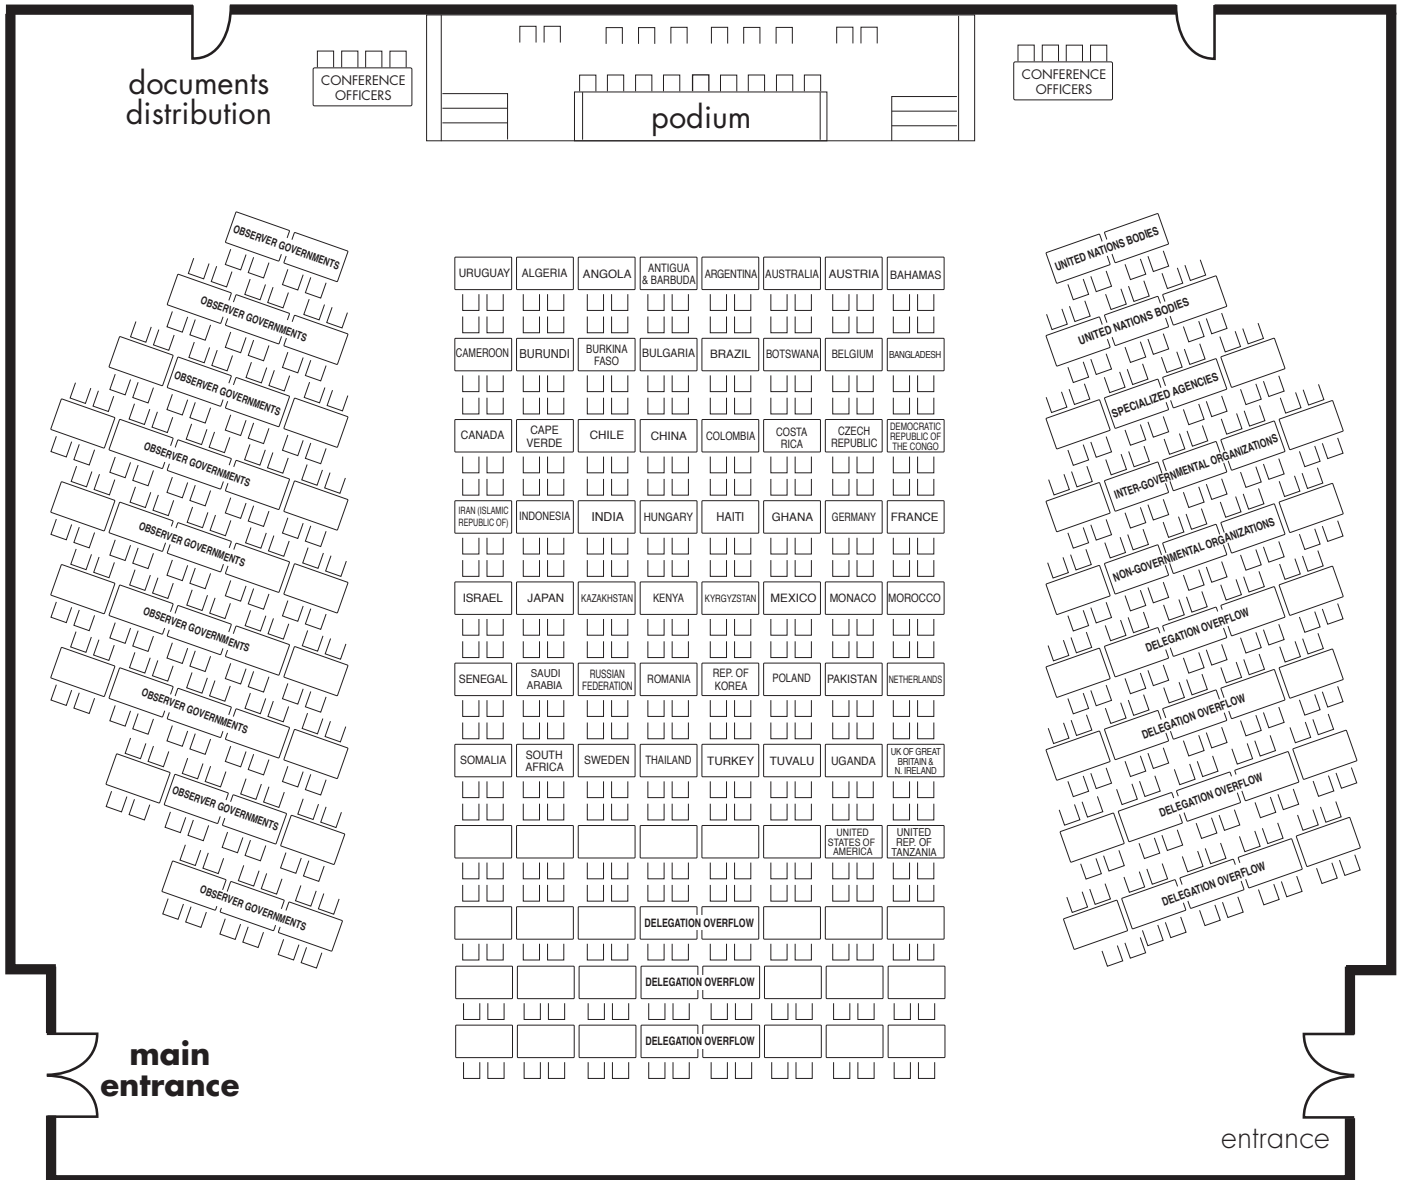 documents
distribution
CONFERENCE
OFFICERS
podium
CONFERENCE
OFFICERS
OBSERVER GOVERNMENTS
OBSERVER GOVERNMENTS
OBSERVER GOVERNMENTS
OBSERVER GOVERNMENTS
OBSERVER GOVERNMENTS
OBSERVER GOVERNMENTS
OBSERVER GOVERNMENTS
OBSERVER GOVERNMENTS
OBSERVER GOVERNMENTS
URUGUAY
ALGERIA
ANGOLA
ANTIGUA
& BARBUDA
ARGENTINA
AUSTRALIA
AUSTRIA
BAHAMAS
CAMEROON
BURUNDI
BURKINA
FASO
BULGARIA
BRAZIL
BOTSWANA
BELGIUM
BANGLADESH
CANADA
CAPE
VERDE
CHILE
CHINA
COLOMBIA
COSTA
RICA
CZECH
REPUBLIC
DEMOCRATIC
REPUBLIC OF
THE CONGO
IRAN (ISLAMIC
REPUBLIC OF)
INDONESIA
INDIA
HUNGARY
HAITI
GHANA
GERMANY
FRANCE
ISRAEL
JAPAN
KAZAKHSTAN
KENYA
KYRGYZSTAN
MEXICO
MONACO
MOROCCO
SENEGAL
SAUDI
ARABIA
RUSSIAN
FEDERATION
ROMANIA
REP. OF
KOREA
POLAND
PAKISTAN
NETHERLANDS
SOMALIA
SOUTH
AFRICA
SWEDEN
THAILAND
TURKEY
TUVALU
UGANDA
UK OF GREAT
BRITAIN &
N. IRELAND
UNITED
STATES OF
AMERICA
UNITED
REP. OF
TANZANIA
DELEGATION OVERFLOW
DELEGATION OVERFLOW
DELEGATION OVERFLOW
UNITED NATIONS BODIES
UNITED NATIONS BODIES
SPECIALIZED AGENCIES
INTER-GOVERNMENTAL ORGANIZATIONS
NON-GOVERNMENTAL ORGANIZATIONS
DELEGATION OVERFLOW
DELEGATION OVERFLOW
DELEGATION OVERFLOW
DELEGATION OVERFLOW
main
entrance
entrance